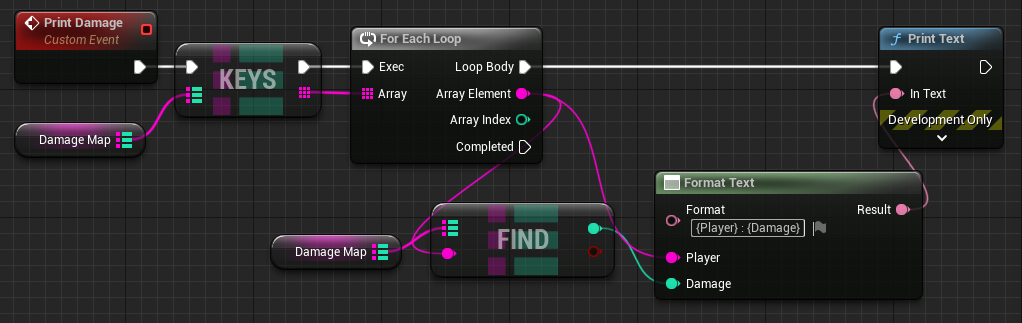 Print Damage
Custom Event
KEYS
Damage Map
For Each Loop
Exec
Loop Body
Array
Array Element
Array Index
Completed
Damage Map
FIND
Format Text
Format
{Player} : {Damage}
Result
Player
Damage
f Print Text
In Text
Development Only